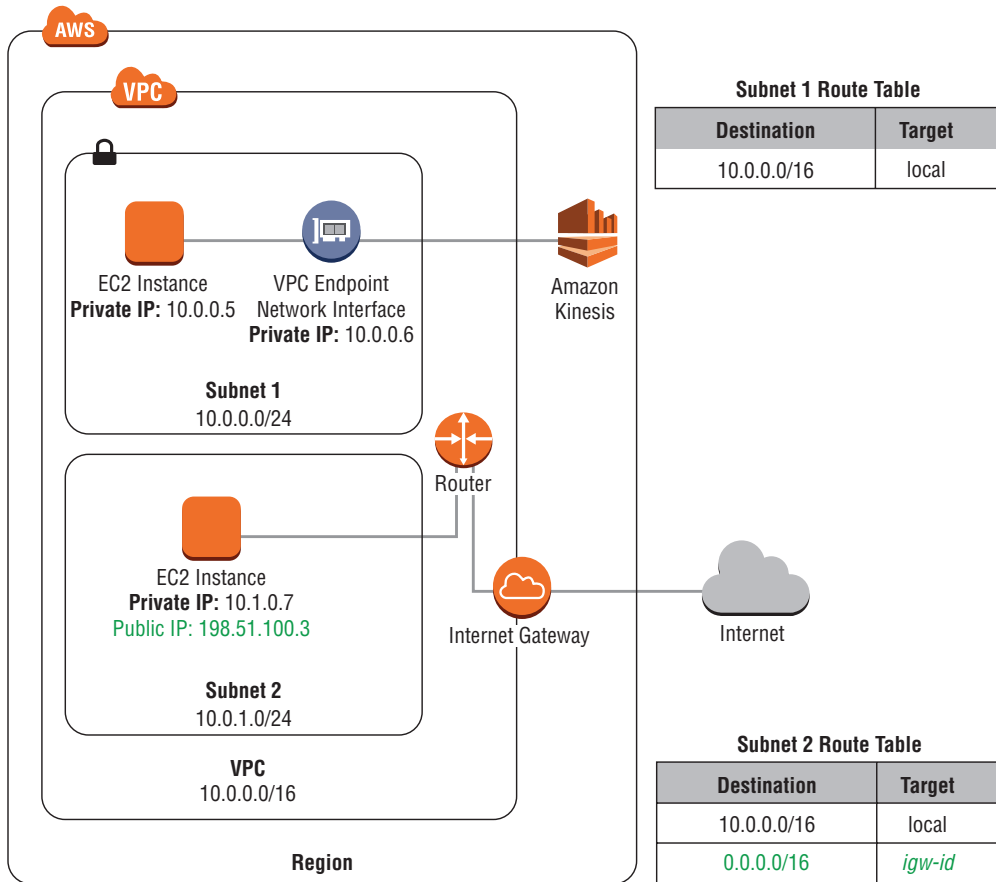 AWS
VPC
EC2 Instance
Private IP: 10.0.0.5
VPC Endpoint
Network Interface
Private IP: 10.0.0.6
Subnet 1
10.0.0.0/24
Amazon
Kinesis
Subnet 1 Route Table
Destination Target
10.0.0.0/16 local
Router
EC2 Instance
Private IP: 10.1.0.7
Public IP: 198.51.100.3
Subnet 2
10.0.1.0/24
Internet Gateway
Internet
VPC
10.0.0.0/16
Region
Subnet 2 Route Table
Destination Target
10.0.0.0/16 local
0.0.0.0/16 igw-id